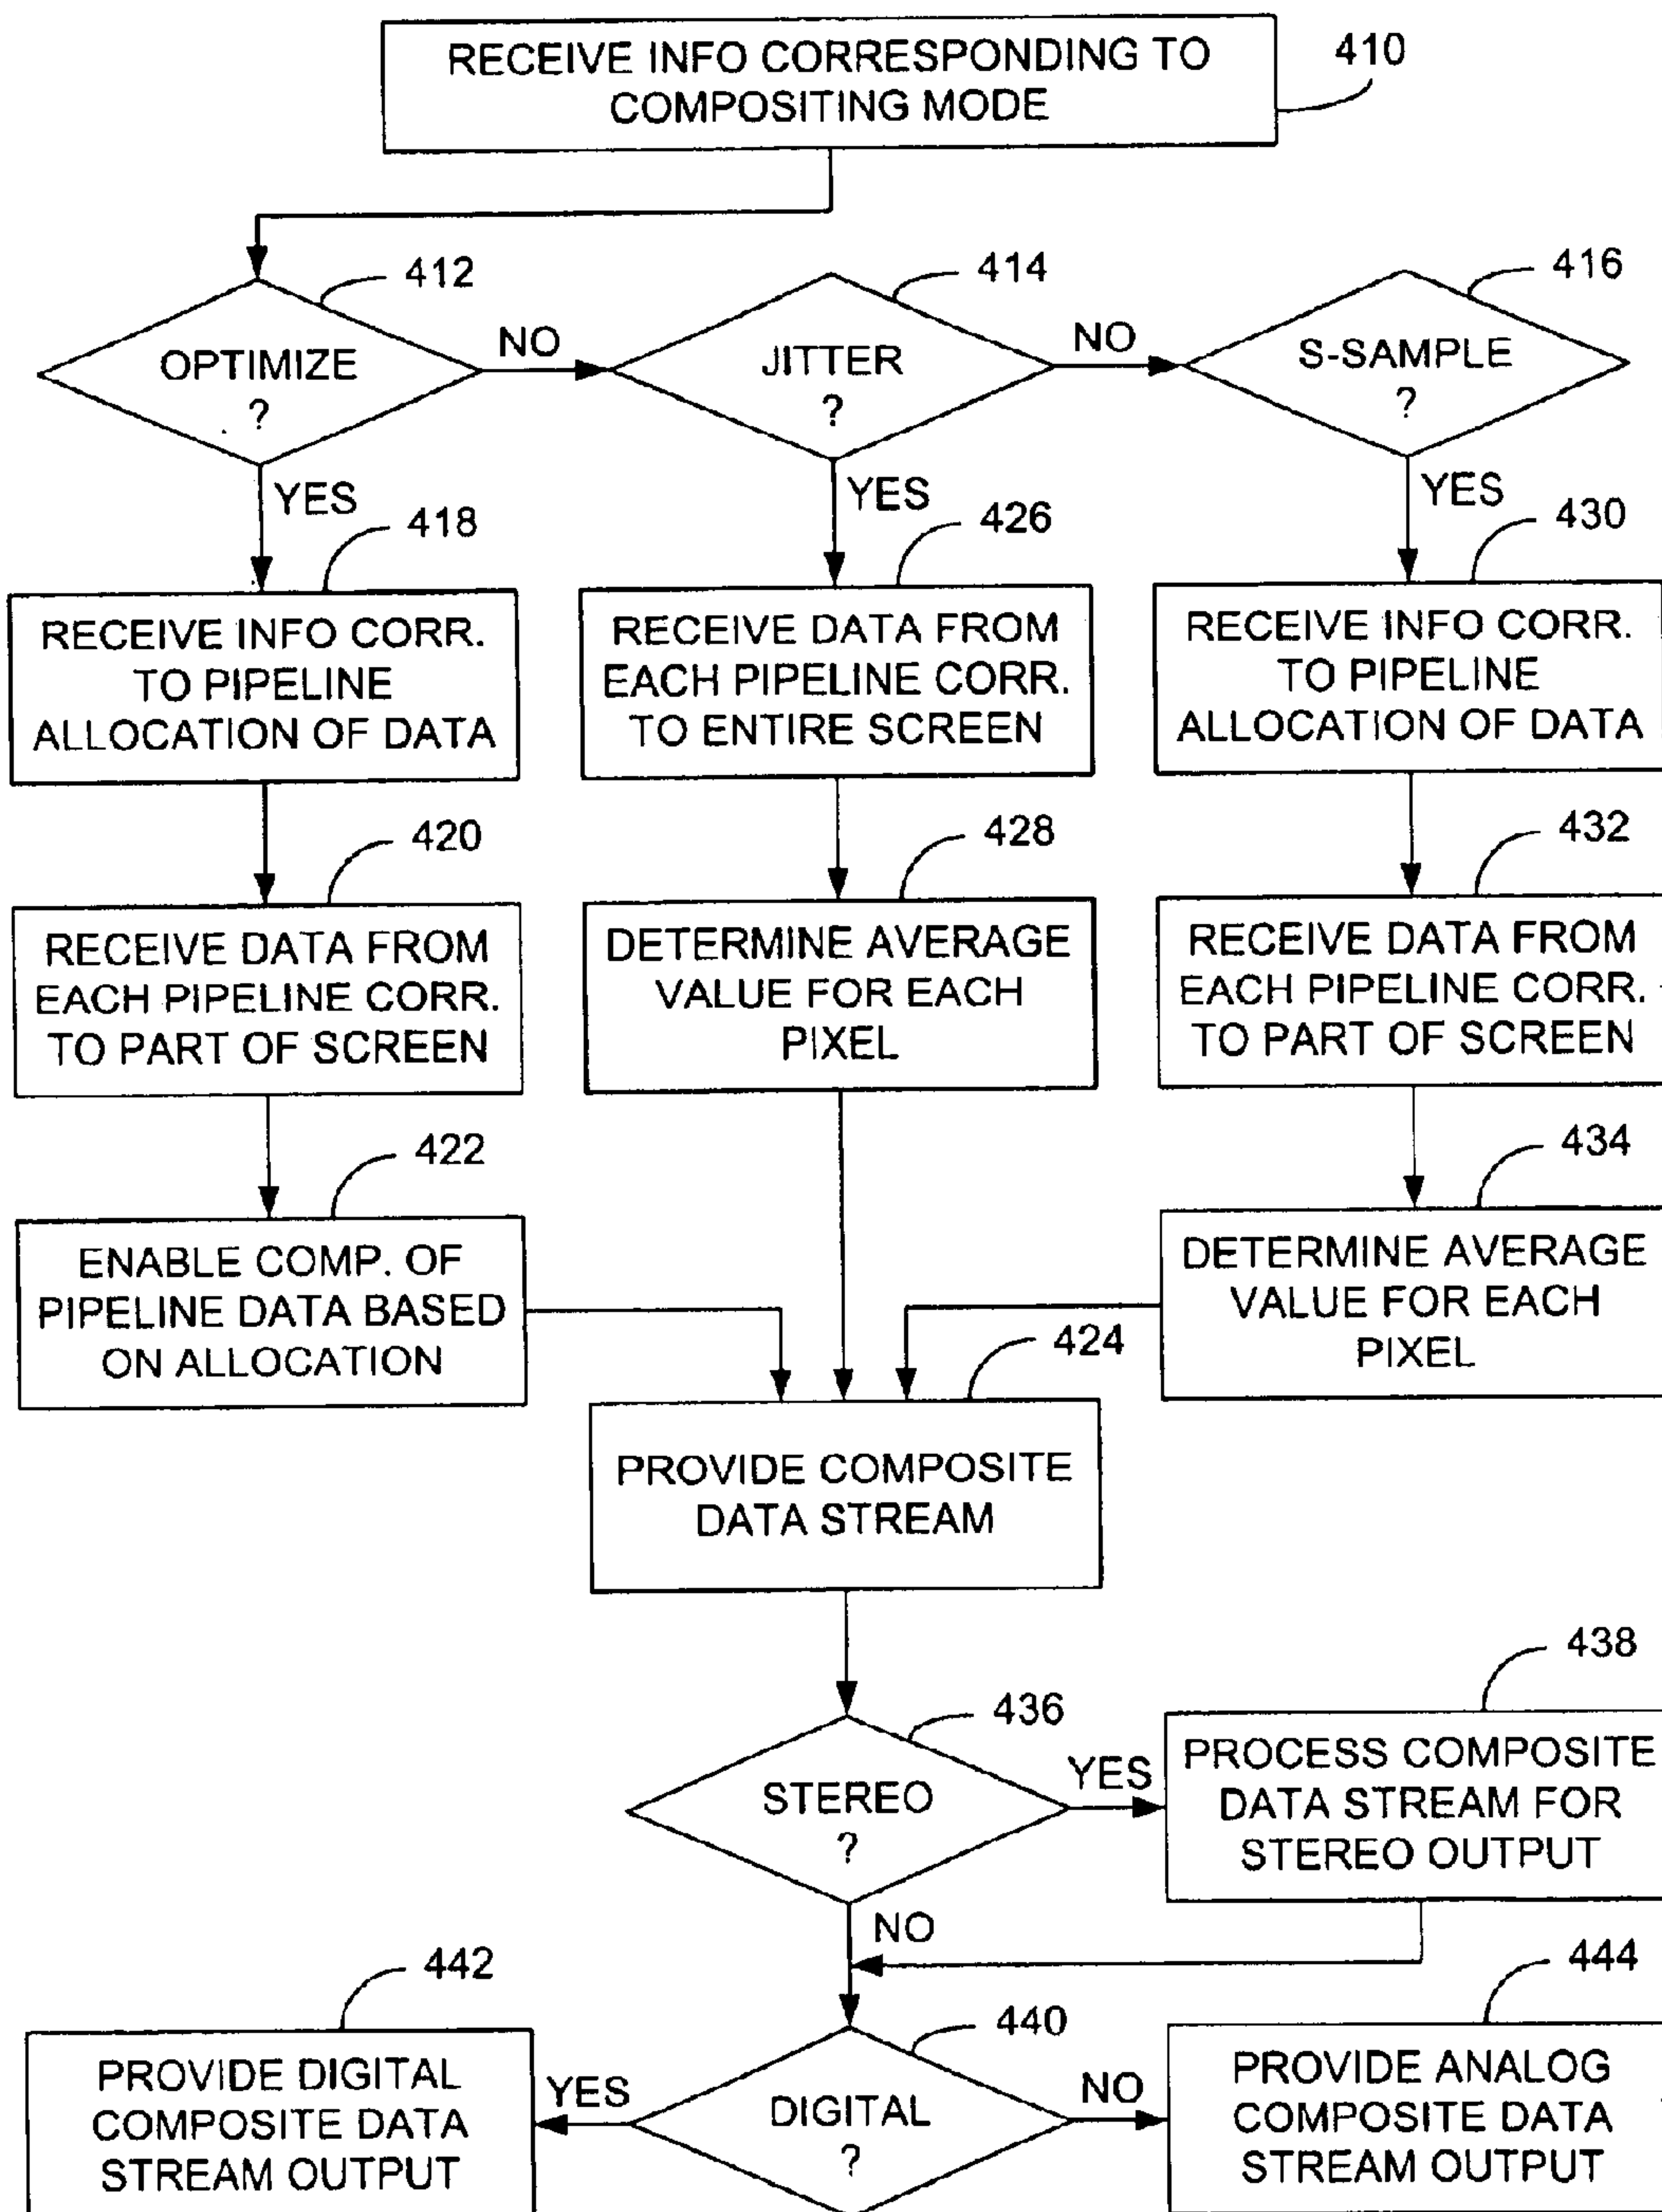 RECEIVE INFO CORRESPONDING TO
COMPOSITING MODE
410
412
414
416
OPTIMIZE
?
NO
JITTER
?
NO
S-SAMPLE
?
YES
YES
YES
418
426
430
RECEIVE INFO CORR.
TO PIPELINE
ALLOCATION OF DATA
RECEIVE DATA FROM
EACH PIPELINE CORR.
TO ENTIRE SCREEN
RECEIVE INFO CORR.
TO PIPELINE
ALLOCATION OF DATA
420
428
432
RECEIVE DATA FROM
EACH PIPELINE CORR.
TO PART OF SCREEN
DETERMINE AVERAGE
VALUE FOR EACH
PIXEL
RECEIVE DATA FROM
EACH PIPELINE CORR.
TO PART OF SCREEN
422
434
ENABLE COMP. OF
PIPELINE DATA BASED
ON ALLOCATION
DETERMINE AVERAGE
VALUE FOR EACH
PIXEL
424
PROVIDE COMPOSITE
DATA STREAM
436
438
STEREO
?
YES
PROCESS COMPOSITE
DATA STREAM FOR
STEREO OUTPUT
NO
442
440
444
PROVIDE DIGITAL
COMPOSITE DATA
STREAM OUTPUT
YES
DIGITAL
?
NO
PROVIDE ANALOG
COMPOSITE DATA
STREAM OUTPUT